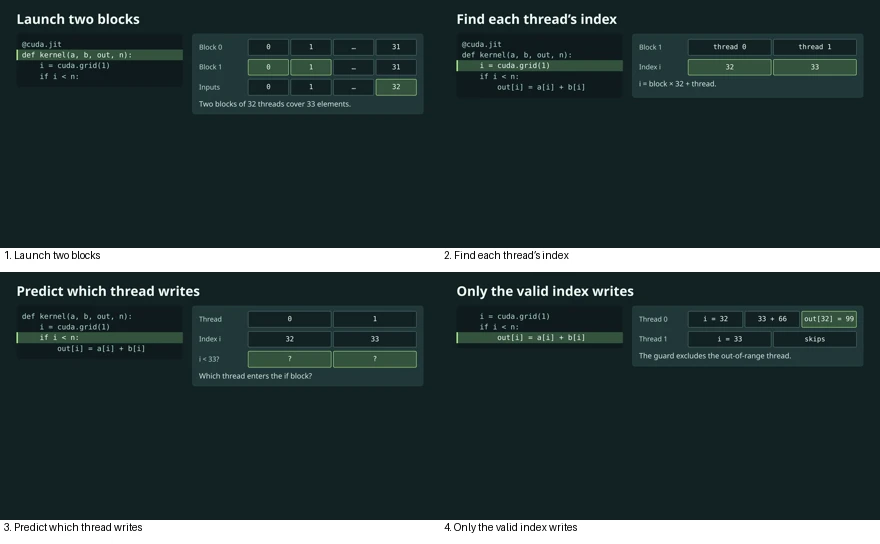 Launch two blocks
@cuda.jit
def kernel(a, b, out, n):
    i = cuda.grid(1)
    if i < n:
Block 0 0 1 … 31
Block 1 0 1 … 31
Inputs 0 1 … 32
Two blocks of 32 threads cover 33 elements.
1. Launch two blocks
Find each thread’s index
@cuda.jit
def kernel(a, b, out, n):
    i = cuda.grid(1)
    if i < n:
        out[i] = a[i] + b[i]
Block 1 thread 0 thread 1
Index i 32 33
i = block × 32 + thread.
2. Find each thread’s index
Predict which thread writes
def kernel(a, b, out, n):
    i = cuda.grid(1)
    if i < n:
        out[i] = a[i] + b[i]
Thread 0 1
Index i 32 33
i < 33? ? ?
Which thread enters the if block?
3. Predict which thread writes
Only the valid index writes
    i = cuda.grid(1)
    if i < n:
        out[i] = a[i] + b[i]
Thread 0 i = 32 33 + 66 out[32] = 99
Thread 1 i = 33 skips
The guard excludes the out-of-range thread.
4. Only the valid index writes